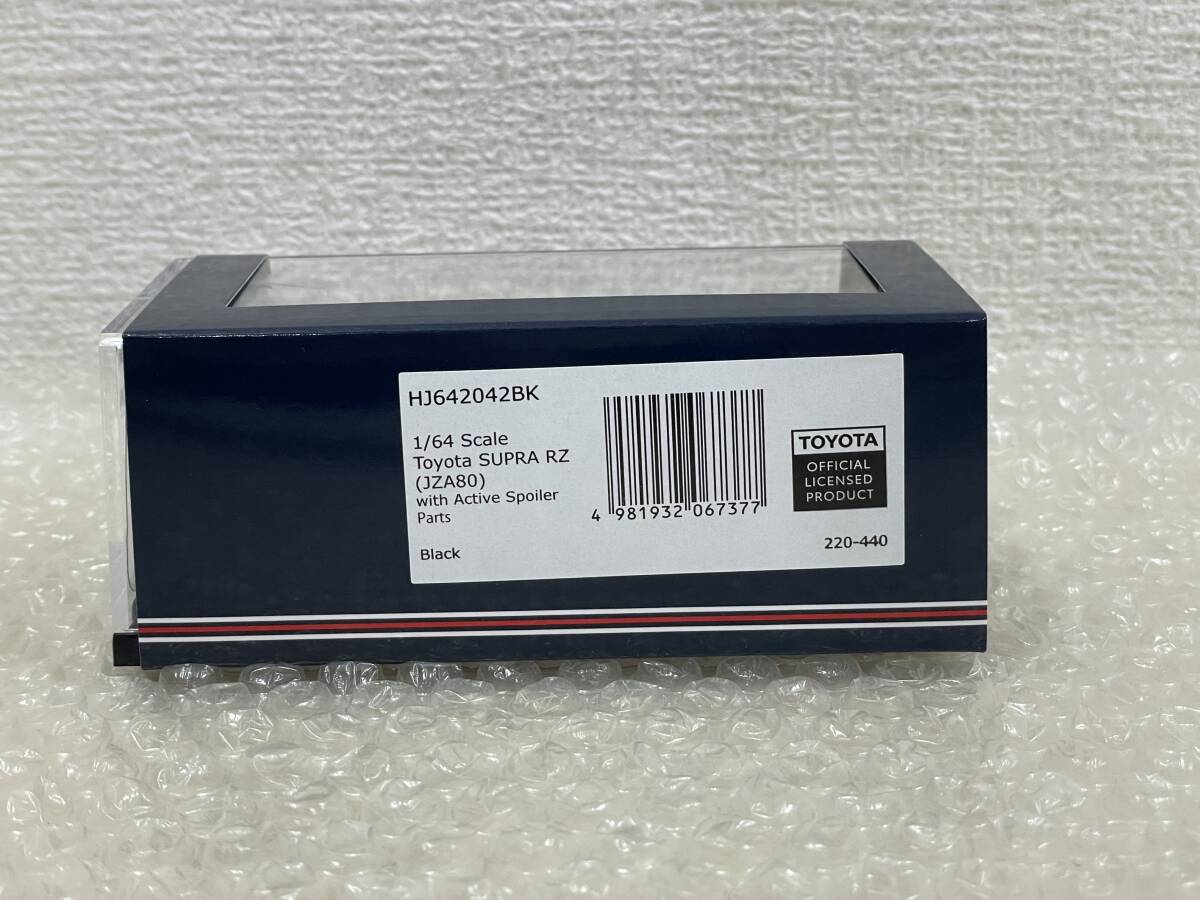 HJ642042BK
1/64 Scale
Toyota SUPRA RZ
(JZA80)
with Active Spoiler
Parts
Black
4 981932 067377
TOYOTA
OFFICIAL
LICENSED
PRODUCT
220-440